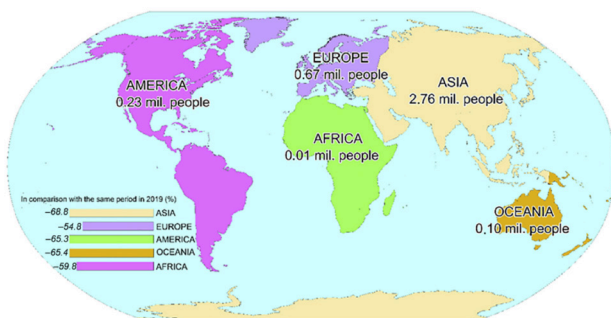 EUROPE
0.67 mil. people
AMERICA
0.23 mil. people
ASIA
2.76 mil. people
AFRICA
0.01 mil. people
OCEANIA
0.10 mil. people
In comparison with the same period in 2019 (%)
−68.8 ASIA
−54.8 EUROPE
−65.3 AMERICA
−65.4 OCEANIA
−59.8 AFRICA